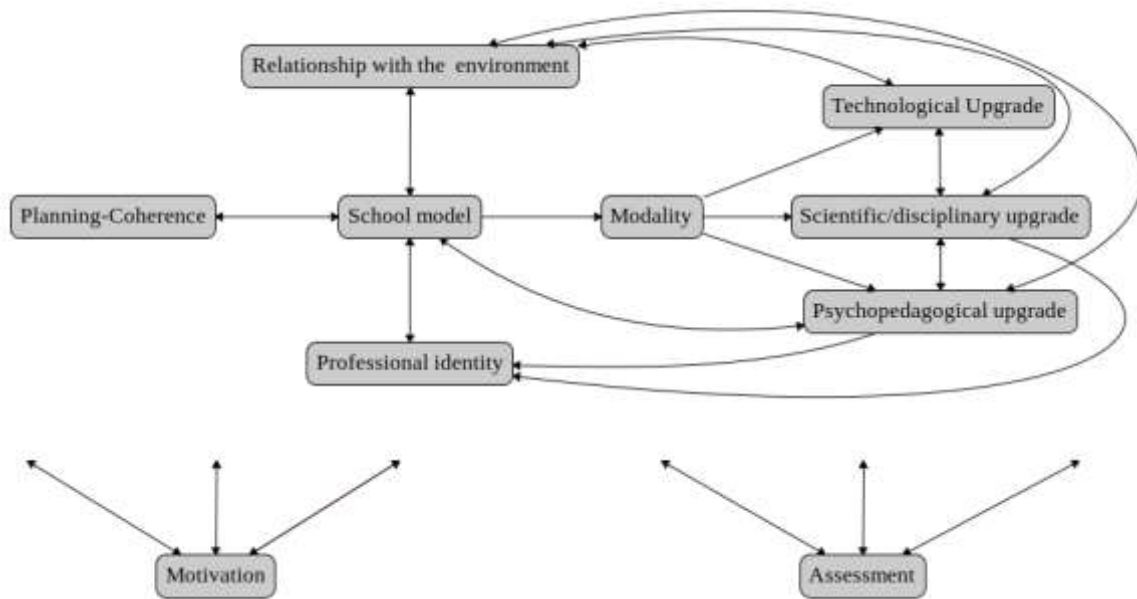 Relationship with the environment
Technological Upgrade
Planning-Coherence
School model
Modality
Scientific/disciplinary upgrade
Psychopedagogical upgrade
Professional identity
Motivation
Assessment